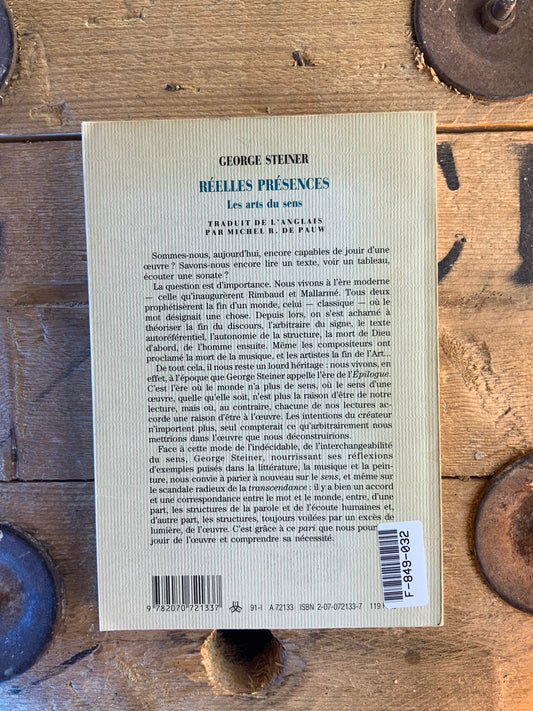 GEORGE STEINER
RÉELLES PRÉSENCES
Les arts du sens
TRADUIT DE L'ANGLAIS
PAR MICHEL R. DE PAUW
Sommes-nous, aujourd'hui, encore capables de jouir d'une
œuvre ? Savons-nous encore lire un texte, voir un tableau,
écouter une sonate ?
La question est d'importance. Nous vivons à l'ère moderne
— celle qu'inaugurèrent Rimbaud et Mallarmé. Tous deux
prophétisèrent la fin d'un monde, celui — classique — où le
mot désignait une chose. Depuis lors, on s'est acharné à
théoriser la fin du discours, l'arbitraire du signe, le texte
autoréférentiel, l'autonomie de la structure, la mort de Dieu
d'abord, de l'homme ensuite. Même les compositeurs ont
proclamé la mort de la musique, et les artistes la fin de l'Art...
De tout cela, il nous reste un lourd héritage : nous vivons, en
effet, à l'époque que George Steiner appelle l'ère de l'Épilogue.
C'est l'ère où le monde n'a plus de sens, où le sens d'une
œuvre, quelle qu'elle soit, n'est plus la raison d'être de notre
lecture, mais où, au contraire, chacune de nos lectures ac-
corde une raison d'être à l'œuvre. Les intentions du créateur
n'importent plus, seul compterait ce qu'arbitrairement nous
mettrions dans l'œuvre que nous déconstruirions.
Face à cette mode de l'indécidable, de l'interchangeabilité
du sens, George Steiner, nourrissant ses réflexions
d'exemples puisés dans la littérature, la musique et la pein-
ture, nous convie à parier à nouveau sur le sens, et même sur
le scandale radieux de la transcendance : il y a bien un accord
et une correspondance entre le mot et le monde, entre, d'une
part, les structures de la parole et de l'écoute humaines et,
d'autre part, les structures, toujours voilées par un excès de
lumière, de l'œuvre. C'est grâce à ce pari que nous pour
jouir de l'œuvre et comprendre sa nécessité.
F-849-032
9 782070 721337
91-I A 72133 ISBN 2-07-072133-7 119